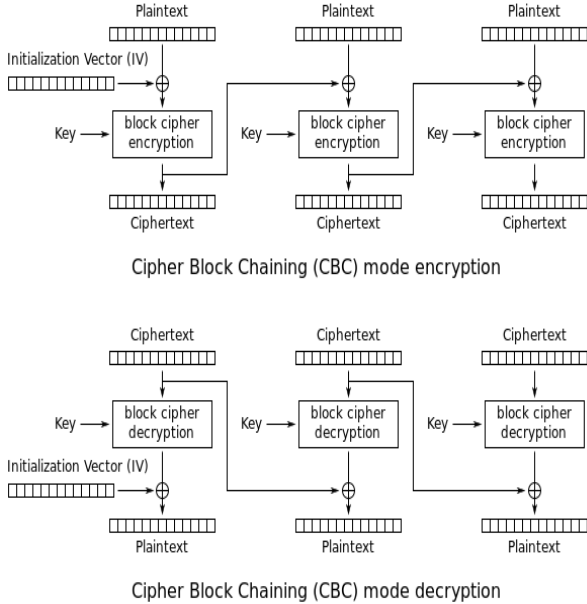 Plaintext Plaintext Plaintext
Initialization Vector (IV)
Key block cipher encryption Key block cipher encryption Key block cipher encryption
Ciphertext Ciphertext Ciphertext
Cipher Block Chaining (CBC) mode encryption
Ciphertext Ciphertext Ciphertext
Key block cipher decryption Key block cipher decryption Key block cipher decryption
Initialization Vector (IV)
Plaintext Plaintext Plaintext
Cipher Block Chaining (CBC) mode decryption